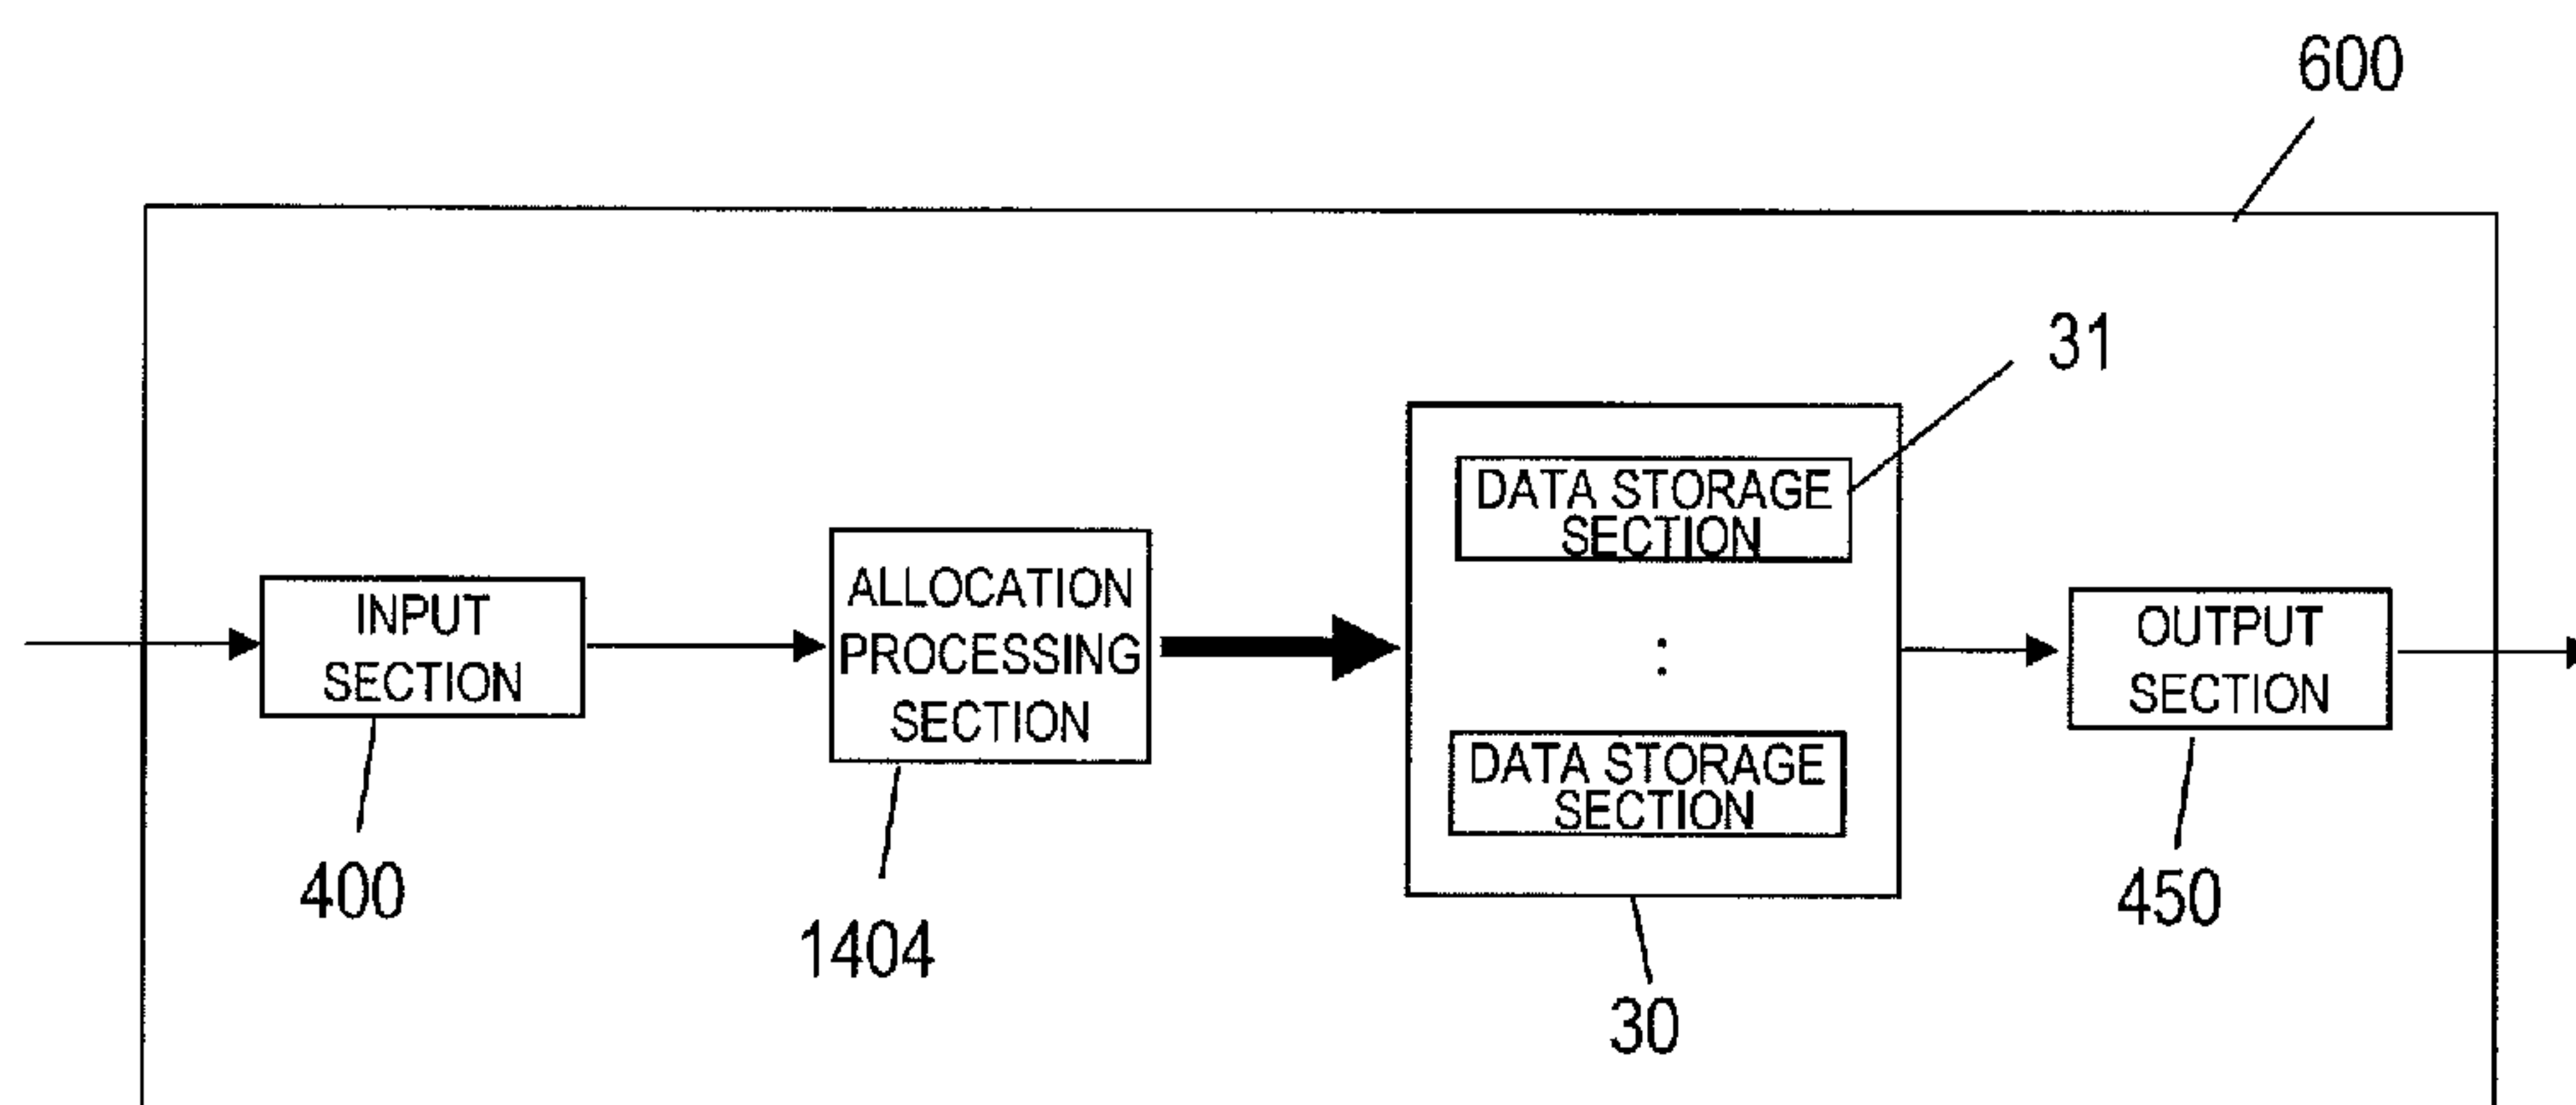 600
31
DATA STORAGE
SECTION
INPUT
SECTION
ALLOCATION
PROCESSING
SECTION
:
OUTPUT
SECTION
DATA STORAGE
SECTION
400
1404
30
450